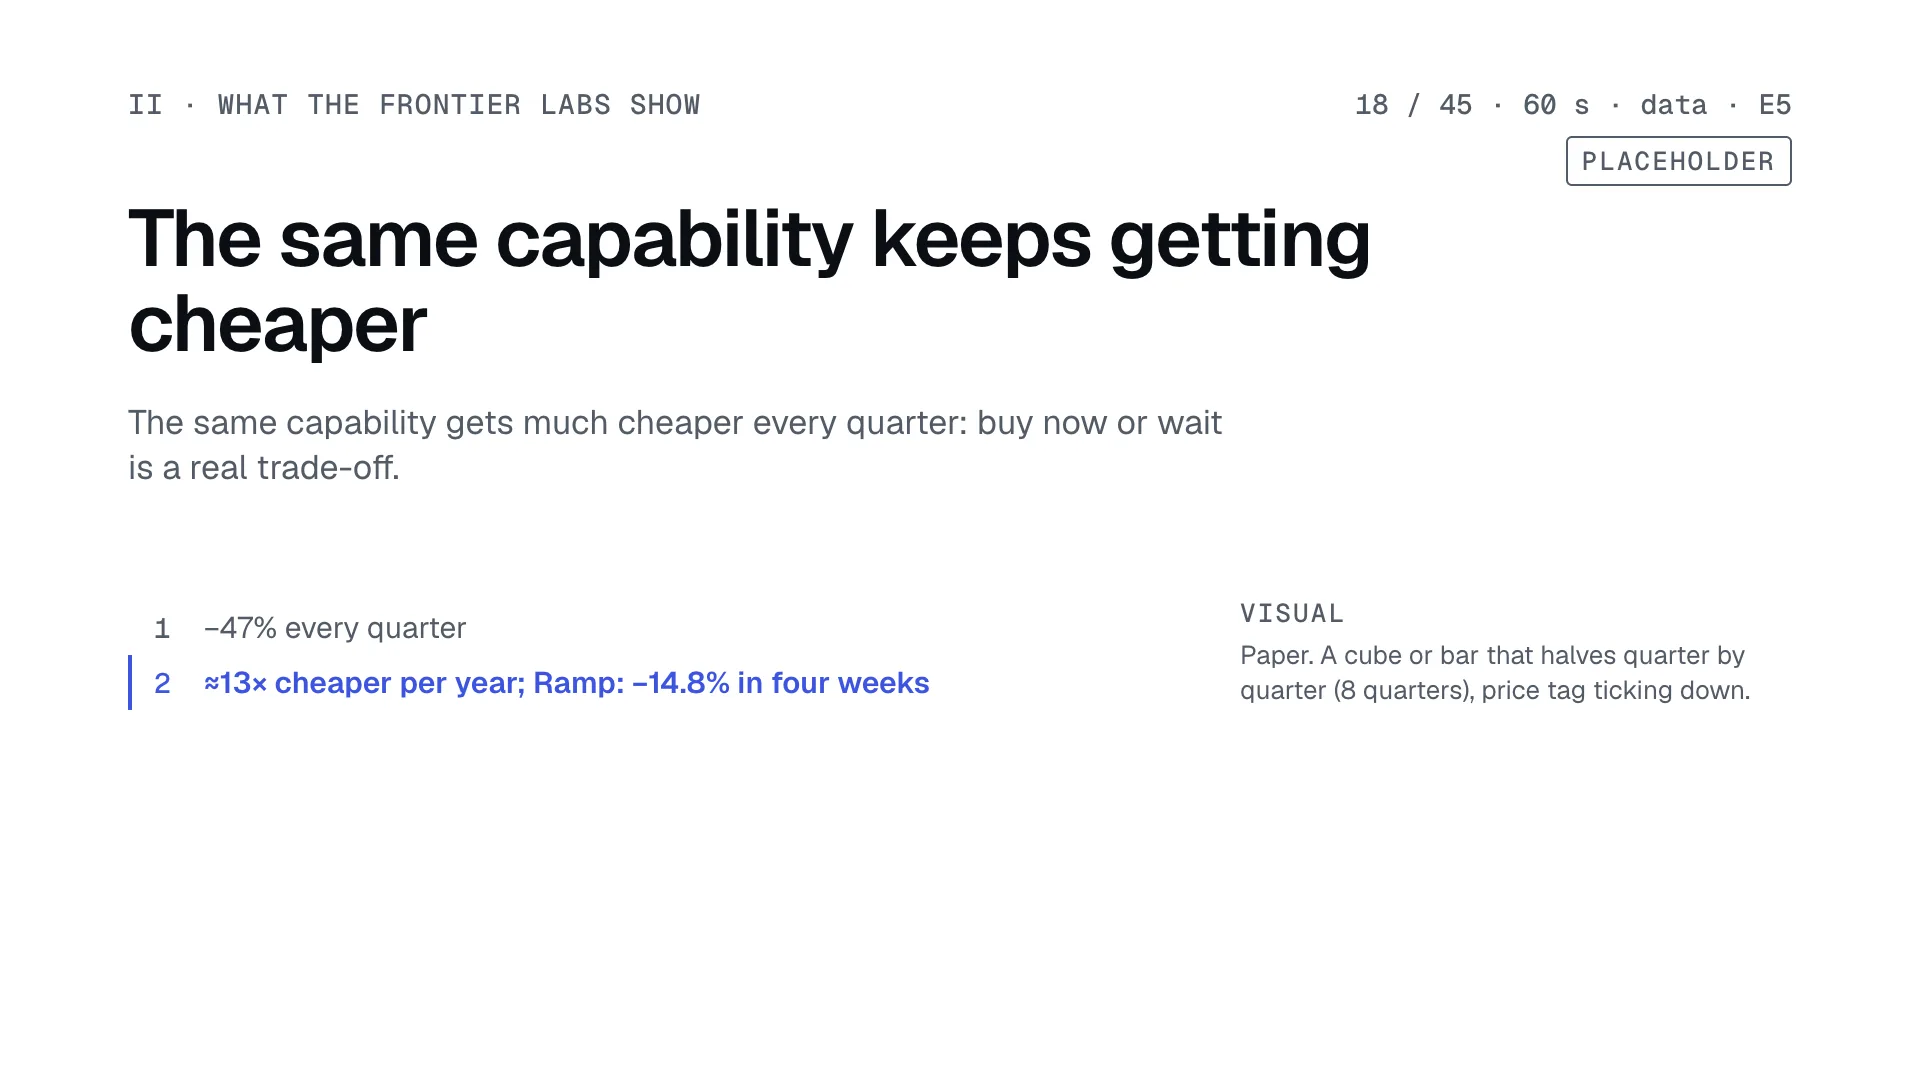 II · WHAT THE FRONTIER LABS SHOW
18 / 45 · 60 s · data · E5
PLACEHOLDER
The same capability keeps getting
cheaper
The same capability gets much cheaper every quarter: buy now or wait
is a real trade-off.
1 −47% every quarter
2 ≈13× cheaper per year; Ramp: −14.8% in four weeks
VISUAL
Paper. A cube or bar that halves quarter by
quarter (8 quarters), price tag ticking down.